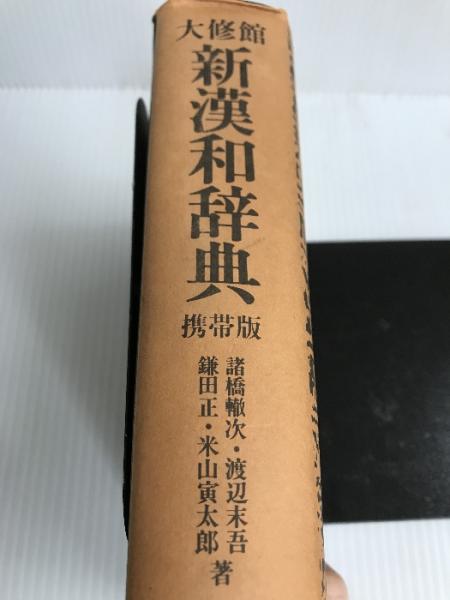 大修館
新漢和辞典
携帯版
諸橋轍次・渡辺末吾
鎌田正・米山寅太郎
著